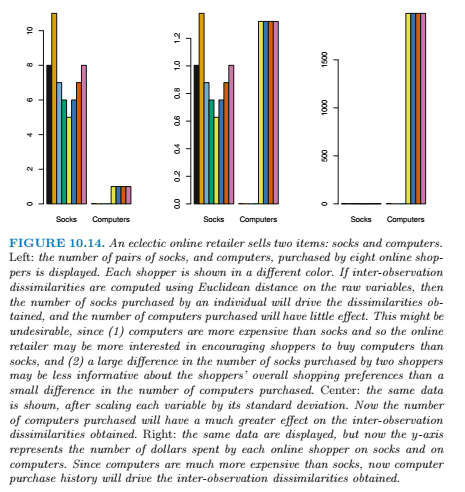 0 2 4 6 8 10
Socks Computers
0.0 0.2 0.4 0.6 0.8 1.0 1.2
Socks Computers
0 500 1000 1500
Socks Computers
FIGURE 10.14. An eclectic online retailer sells two items: socks and computers.
Left: the number of pairs of socks, and computers, purchased by eight online shop-
pers is displayed. Each shopper is shown in a different color. If inter-observation
dissimilarities are computed using Euclidean distance on the raw variables, then
the number of socks purchased by an individual will drive the dissimilarities ob-
tained, and the number of computers purchased will have little effect. This might be
undesirable, since (1) computers are more expensive than socks and so the online
retailer may be more interested in encouraging shoppers to buy computers than
socks, and (2) a large difference in the number of socks purchased by two shoppers
may be less informative about the shoppers' overall shopping preferences than a
small difference in the number of computers purchased. Center: the same data
is shown, after scaling each variable by its standard deviation. Now the number
of computers purchased will have a much greater effect on the inter-observation
dissimilarities obtained. Right: the same data are displayed, but now the y-axis
represents the number of dollars spent by each online shopper on socks and on
computers. Since computers are much more expensive than socks, now computer
purchase history will drive the inter-observation dissimilarities obtained.